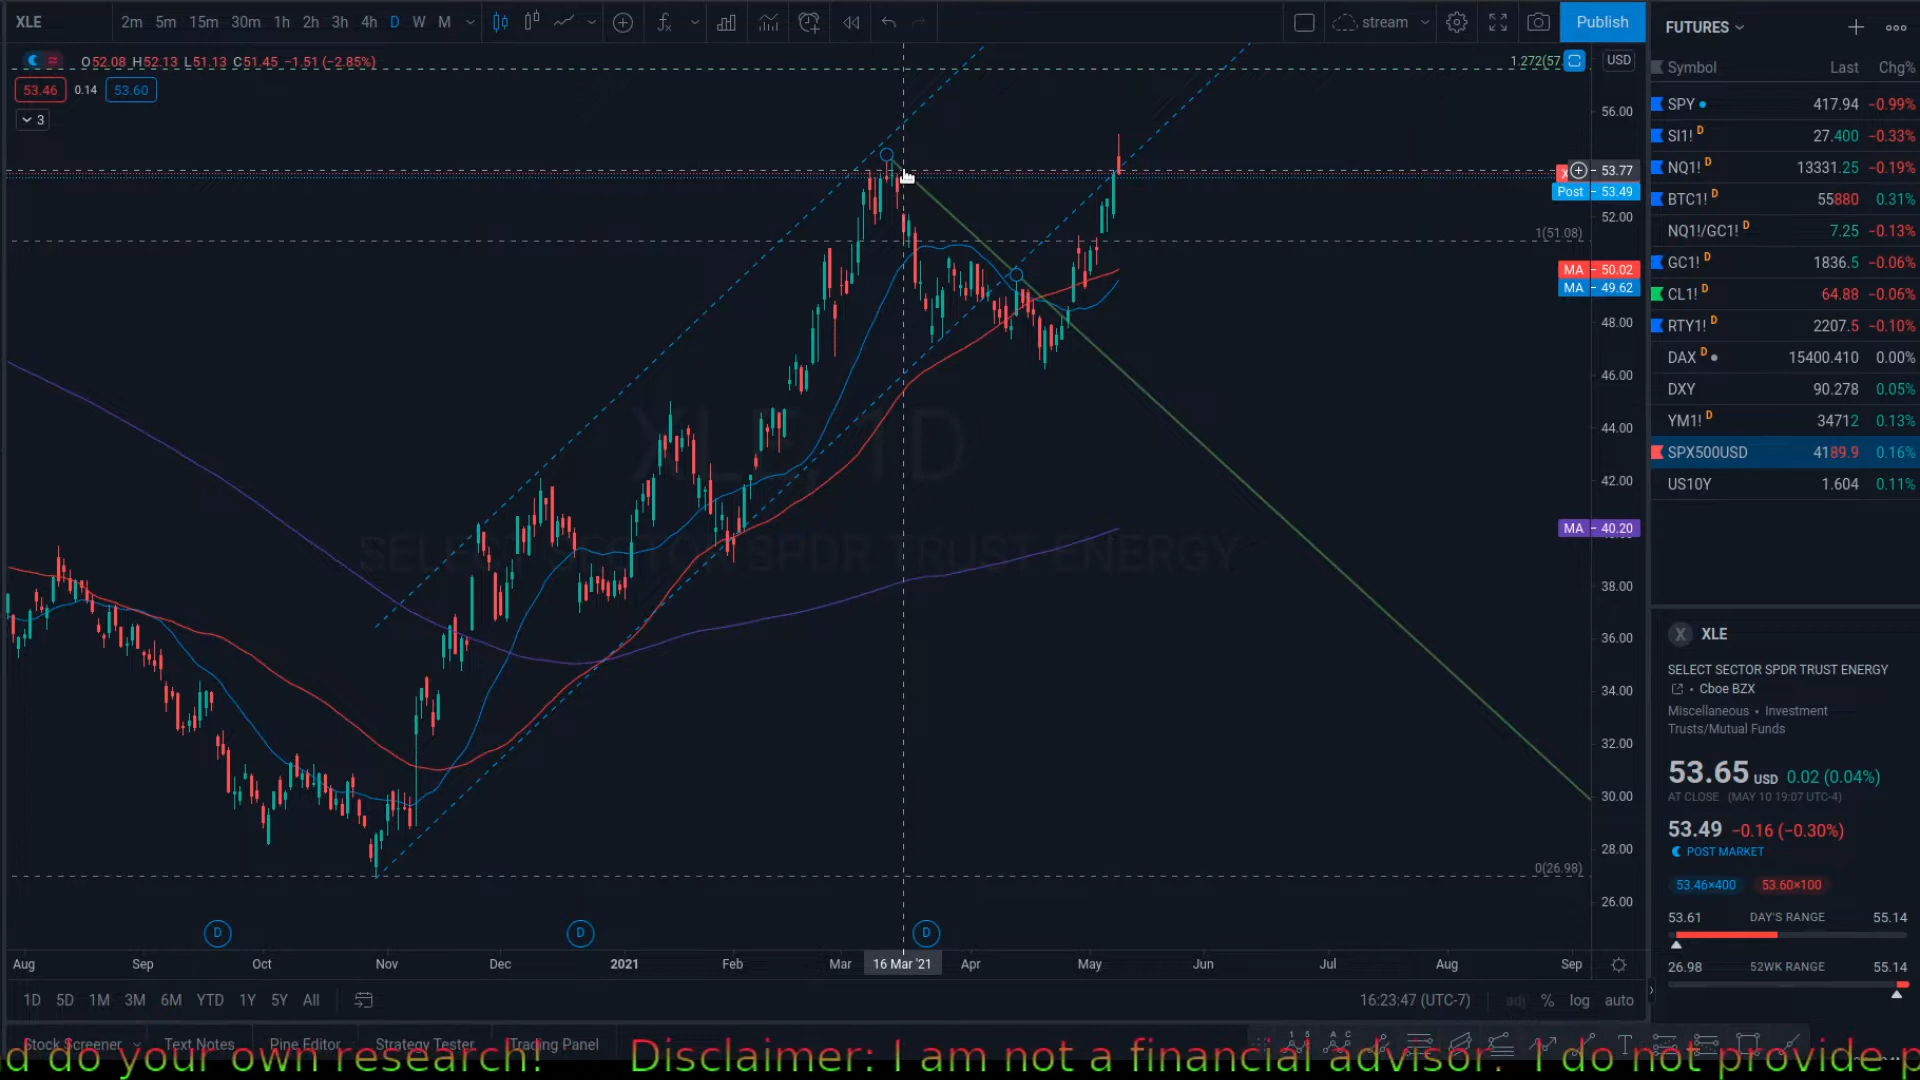 XLE 2m 5m 15m 30m 1h 2h 3h 4h D W M stream Publish
O52.08 H52.13 L51.13 C51.45 −1.51 (−2.85%)
53.46 0.14 53.60
3
XLE, 1D
SELECT SECTOR SPDR TRUST ENERGY
1.272(57
USD
56.00
53.77
Post 53.49
52.00
1(51.08)
MA 50.02
MA 49.62
48.00
46.00
44.00
42.00
MA 40.20
38.00
36.00
34.00
32.00
30.00
28.00
0(26.98)
26.00
D D D
Aug Sep Oct Nov Dec 2021 Feb Mar 16 Mar '21 Apr May Jun Jul Aug Sep
1D 5D 1M 3M 6M YTD 1Y 5Y All 16:23:47 (UTC-7) adj % log auto
Stock Screener Text Notes Pine Editor Strategy Tester Trading Panel
d do your own research! Disclaimer: I am not a financial advisor. I do not provide p
FUTURES
Symbol Last Chg%
SPY 417.94 −0.99%
SI1! D 27.400 −0.33%
NQ1! D 13331.25 −0.19%
BTC1! D 55880 0.31%
NQ1!/GC1! D 7.25 −0.13%
GC1! D 1836.5 −0.06%
CL1! D 64.88 −0.06%
RTY1! D 2207.5 −0.10%
DAX D 15400.410 0.00%
DXY 90.278 0.05%
YM1! D 34712 0.13%
SPX500USD 4189.9 0.16%
US10Y 1.604 0.11%
X XLE
SELECT SECTOR SPDR TRUST ENERGY
• Cboe BZX
Miscellaneous • Investment
Trusts/Mutual Funds
53.65 USD 0.02 (0.04%)
AT CLOSE (MAY 10 19:07 UTC-4)
53.49 −0.16 (−0.30%)
POST MARKET
53.46×400 53.60×100
53.61 DAY'S RANGE 55.14
26.98 52WK RANGE 55.14